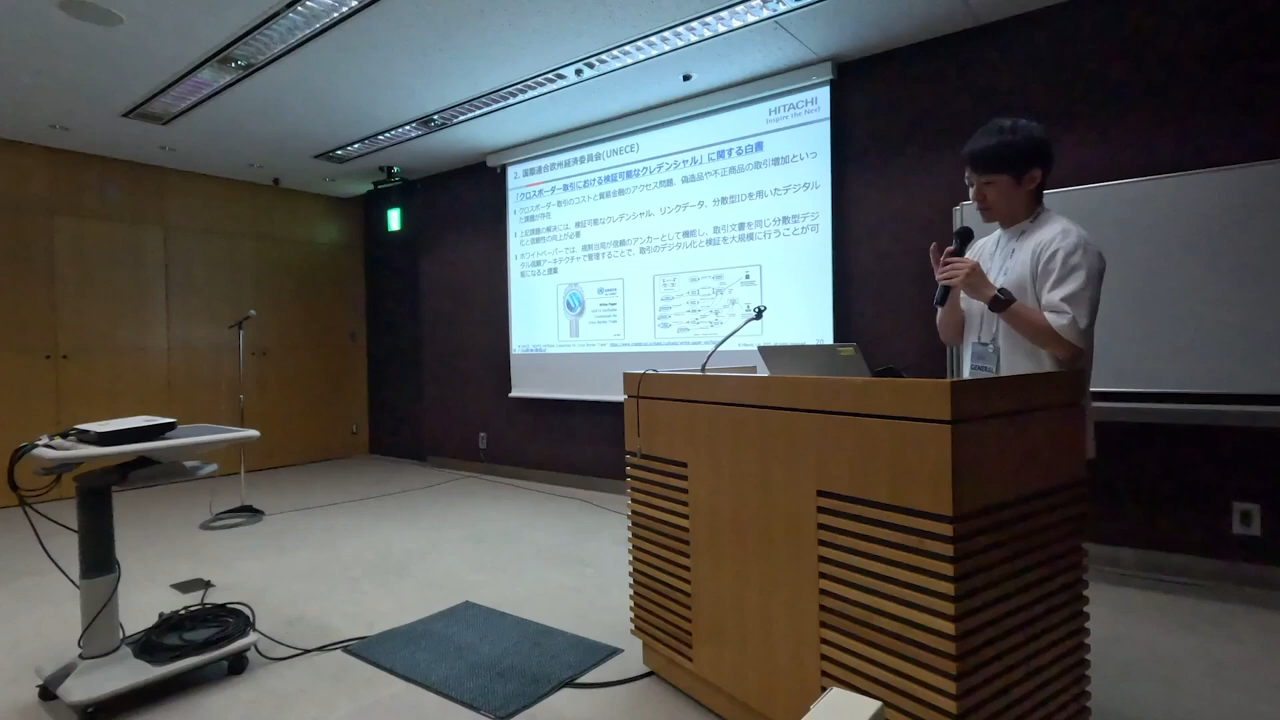 HITACHI
Inspire the Next
2. 国際連合欧州経済委員会(UNECE)
「クロスボーダー取引における検証可能なクレデンシャル」に関する白書
クロスボーダー取引のコストと貿易金融のアクセス問題、偽造品や不正商品の取引増加といっ
た課題が存在
上記課題の解決には、検証可能なクレデンシャル、リンクデータ、分散型IDを用いたデジタル
化と信頼性の向上が必要
ホワイトペーパーでは、規制当局が信頼のアンカーとして機能し、取引文書を同じ分散型デジ
タル信頼アーキテクチャで管理することで、取引のデジタル化と検証を大規模に行うことが可
能になると提案
UNECE
White Paper
20
GENERAL